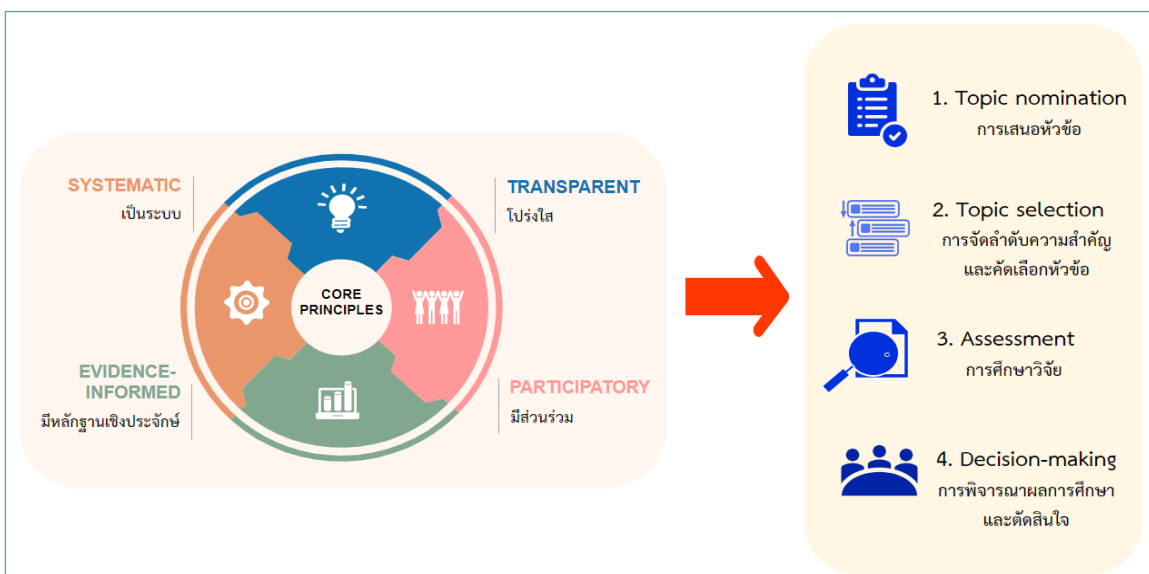 SYSTEMATIC
เป็นระบบ
TRANSPARENT
โปร่งใส
CORE
PRINCIPLES
EVIDENCE-
INFORMED
มีหลักฐานเชิงประจักษ์
PARTICIPATORY
มีส่วนร่วม
1. Topic nomination
การเสนอหัวข้อ
2. Topic selection
การจัดลำดับความสำคัญ
และคัดเลือกหัวข้อ
3. Assessment
การศึกษาวิจัย
4. Decision-making
การพิจารณาผลการศึกษา
และตัดสินใจ